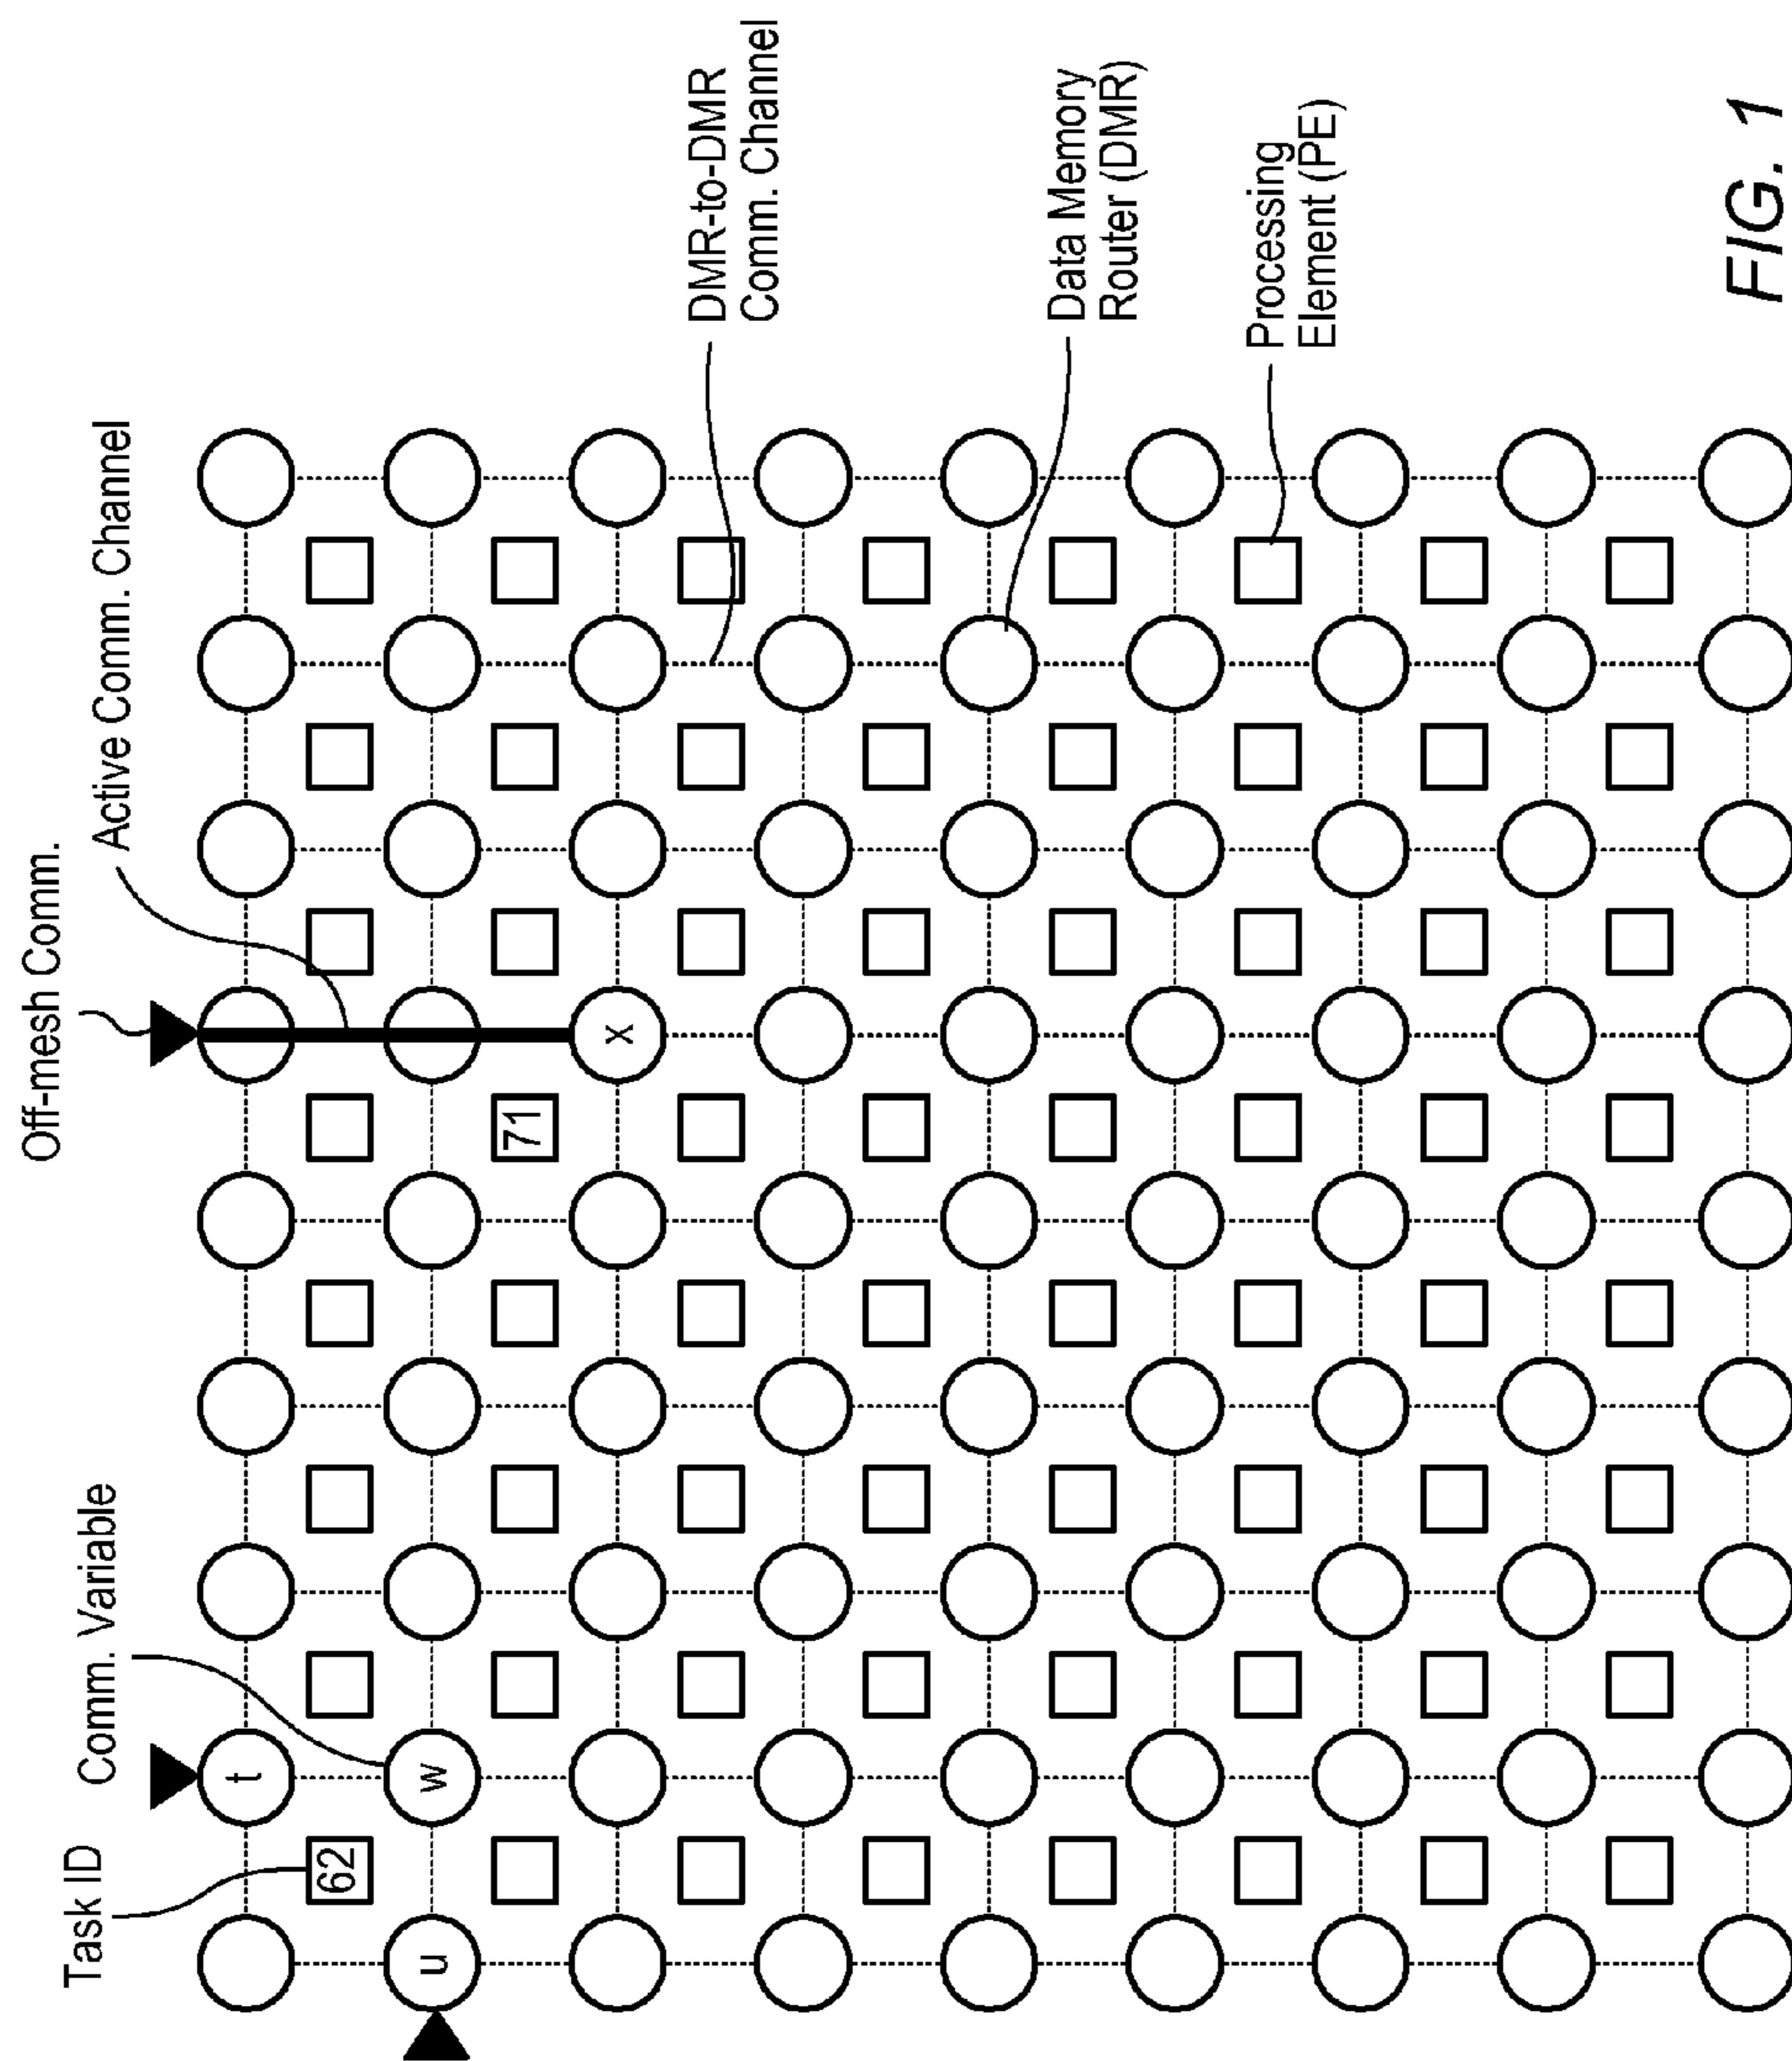 Off-mesh Comm.
Active Comm. Channel
Comm. Variable
Task ID
62
t
u
w
71
x
DMR-to-DMR
Comm. Channel
Data Memory
Router (DMR)
Processing
Element (PE)
FIG. 1